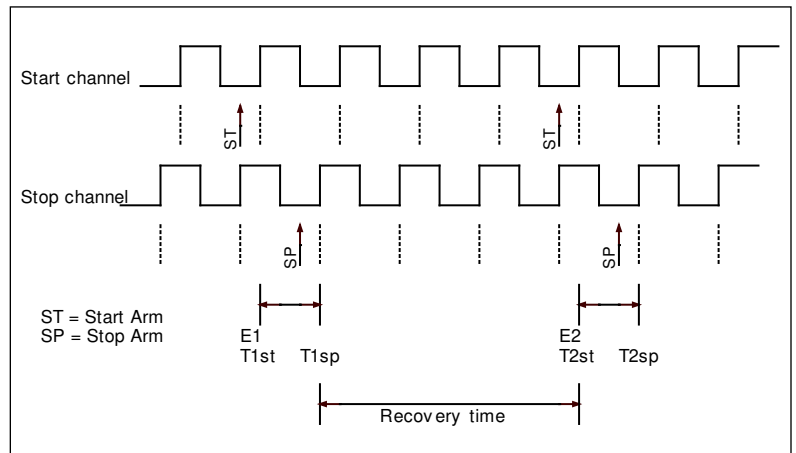 Start channel
ST
ST
Stop channel
SP
SP
ST = Start Arm
SP = Stop Arm
E1
E2
T1st
T1sp
T2st
T2sp
Recovery time